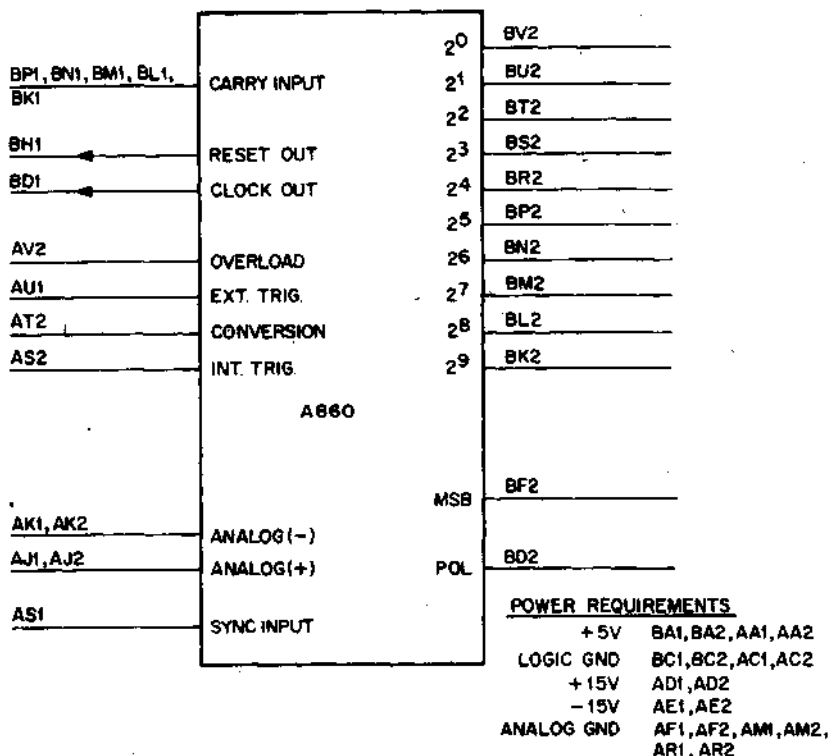 BP1, BN1, BM1, BL1,
BK1
CARRY INPUT
BH1
RESET OUT
BD1
CLOCK OUT
AV2
OVERLOAD
AU1
EXT. TRIG.
AT2
CONVERSION
AS2
INT. TRIG.
A860
AK1, AK2
ANALOG(-)
AJ1, AJ2
ANALOG(+)
AS1
SYNC INPUT
2⁰ BV2
2¹ BU2
2² BT2
2³ BS2
2⁴ BR2
2⁵ BP2
2⁶ BN2
2⁷ BM2
2⁸ BL2
2⁹ BK2
MSB BF2
POL BD2
POWER REQUIREMENTS
+5V BA1, BA2, AA1, AA2
LOGIC GND BC1, BC2, AC1, AC2
+15V AD1, AD2
-15V AE1, AE2
ANALOG GND AF1, AF2, AM1, AM2,
AR1, AR2